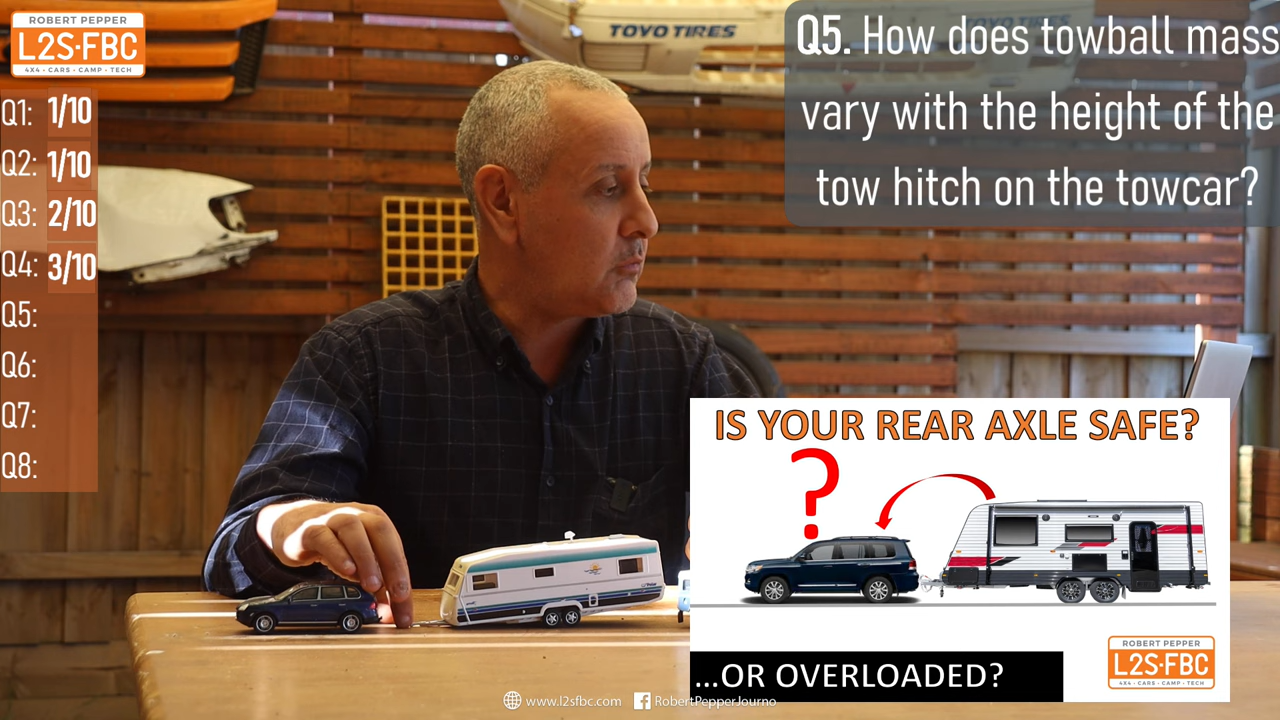 ROBERT PEPPER
L2S·FBC
4X4 · CARS · CAMP · TECH
Q1: 1/10
Q2: 1/10
Q3: 2/10
Q4: 3/10
Q5:
Q6:
Q7:
Q8:
TOYO TIRES
Q5. How does towball mass
vary with the height of the
tow hitch on the towcar?
IS YOUR REAR AXLE SAFE?
?
...OR OVERLOADED?
ROBERT PEPPER
L2S·FBC
4X4 · CARS · CAMP · TECH
www.l2sfbc.com
RobertPepperJourno